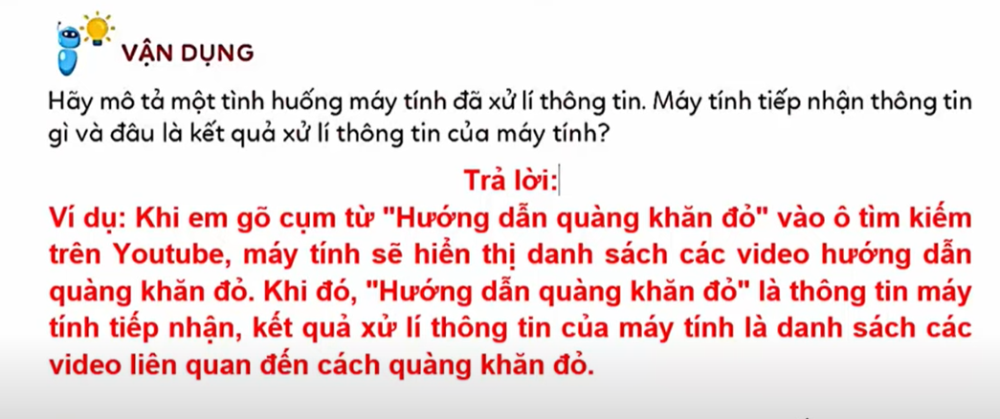 VẬN DỤNG
Hãy mô tả một tình huống máy tính đã xử lí thông tin. Máy tính tiếp nhận thông tin
gì và đâu là kết quả xử lí thông tin của máy tính?
Trả lời:
Ví dụ: Khi em gõ cụm từ "Hướng dẫn quàng khăn đỏ" vào ô tìm kiếm
trên Youtube, máy tính sẽ hiển thị danh sách các video hướng dẫn
quàng khăn đỏ. Khi đó, "Hướng dẫn quàng khăn đỏ" là thông tin máy
tính tiếp nhận, kết quả xử lí thông tin của máy tính là danh sách các
video liên quan đến cách quàng khăn đỏ.